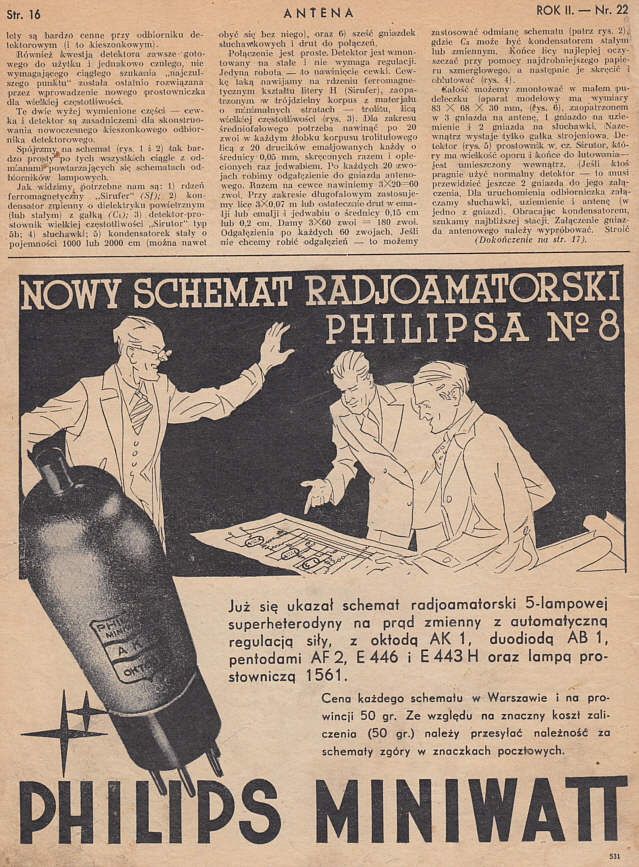 Str. 16
ANTENA
ROK II. — Nr. 22
lety są bardzo cenne przy odbiorniku de-
tektorowym (i to kieszonkowym).
Również kwestja detektora zawsze goto-
wego do użytku i jednakowo czułego, nie
wymagającego ciągłego szukania „najczul-
szego punktu" została ostatnio rozwiązana
przez wprowadzenie nowego prostownika
dla wielkiej częstotliwości.
Te dwie wyżej wymienione części — cew-
ka i detektor są zasadniczemi dla skonstruo-
wania nowoczesnego kieszonkowego odbior-
nika detektorowego.
Spójrzmy na schemat (rys. 1 i 2) tak bar-
dzo prosty po tych wszystkich ciągle z od-
mianami powtarzających się schematach od-
biorników lampowych.
Jak widzimy, potrzebne nam są: 1) rdzeń
ferromagnetyczny „Sirufer" (Sf); 2) kon-
densator zmienny o dielektryku powietrznym
(lub stałym) z gałką (C₁); 3) detektor-pro-
stownik wielkiej częstotliwości „Sirutor" typ
5b; 4) słuchawki; 5) kondensatorek stały o
pojemności 1000 lub 2000 cm (można nawet
obyć się bez niego), oraz 6) sześć gniazdek
słuchawkowych i drut do połączeń.
Połączenie jest proste. Detektor jest wmon-
towany na stałe i nie wymaga regulacji.
Jedyna robota — to nawinięcie cewki. Cew-
kę taką nawijamy na rdzeniu ferromagne-
tycznym kształtu litery H (Sirufer), zaopa-
trzonym w trójdzielny korpus z materjału
o minimalnych stratach — trolitu, licą
wielkiej częstotliwości (rys. 3). Dla zakresu
średniofalowego potrzeba nawinąć po 20
zwoi w każdym żłobku korpusu trolitulowego
licą z 20 drucików emaljowanych każdy o
średnicy 0,05 mm, skręconych razem i ople-
cionych raz jedwabiem. Po każdych 20 zwo-
jach robimy odgałęzienie do gniazda anteno-
wego. Razem na cewce nawiniemy 3×20=60
zwoi. Przy zakresie długofalowym zastosuje-
my licę 3×0,07 m lub ostatecznie drut w ema-
lji lub emalji i jedwabiu o średnicy 0,15 cm
lub 0,2 cm. Damy 3×60 zwoi = 180 zwoi.
Odgałęzienia po każdych 60 zwojach. Jeśli
nie chcemy robić odgałęzień — to możemy
zastosować odmianę schematu (patrz rys. 2),
gdzie C₂ może być kondensatorem stałym
lub zmiennym. Końce licy najlepiej oczy-
szczać przy pomocy najdrobniejszego papie-
ru szmerglowego, a następnie je skręcić i
oblutować (rys. 4).
Całość możemy zmontować w małem pu-
dełeczku (aparat modelowy ma wymiary
83 × 68 × 30 mm, (rys. 6), zaopatrzonem
w 3 gniazda na antenę, 1 gniazdo na uzie-
mienie i 2 gniazda na słuchawki. Naze-
wnątrz wystaje tylko gałka strojeniowa. De-
tektor (rys. 5) prostownik w. cz. Sirutor, któ-
ry ma wielkość oporu i końce do lutowania—
jest umieszczony wewnątrz. (Jeśli ktoś
pragnie użyć normalny detektor — to musi
przewidzieć jeszcze 2 gniazda do jego załą-
czenia. Dla uruchomienia odbiorniczka załą-
czamy słuchawki, uziemienie i antenę (w
jedno z gniazd). Obracając kondensatorem,
szukamy najbliższej stacji. Załączenie gniaz-
da antenowego należy wypróbować. Stroić
(Dokończenie na str. 17).
NOWY SCHEMAT RADJOAMATORSKI
PHILIPSA Nº 8
PHILIPS
MINIWATT
AK 1
OKTODE
Już się ukazał schemat radjoamatorski 5-lampowej
superheterodyny na prąd zmienny z automatyczną
regulacją siły, z oktodą AK 1, duodiodą AB 1,
pentodami AF 2, E 446 i E 443 H oraz lampą pro-
stowniczą 1561.
Cena każdego schematu w Warszawie i na pro-
wincji 50 gr. Ze względu na znaczny koszt zali-
czenia (50 gr.) należy przesyłać należność za
schematy zgóry w znaczkach pocztowych.
PHILIPS MINIWATT
531